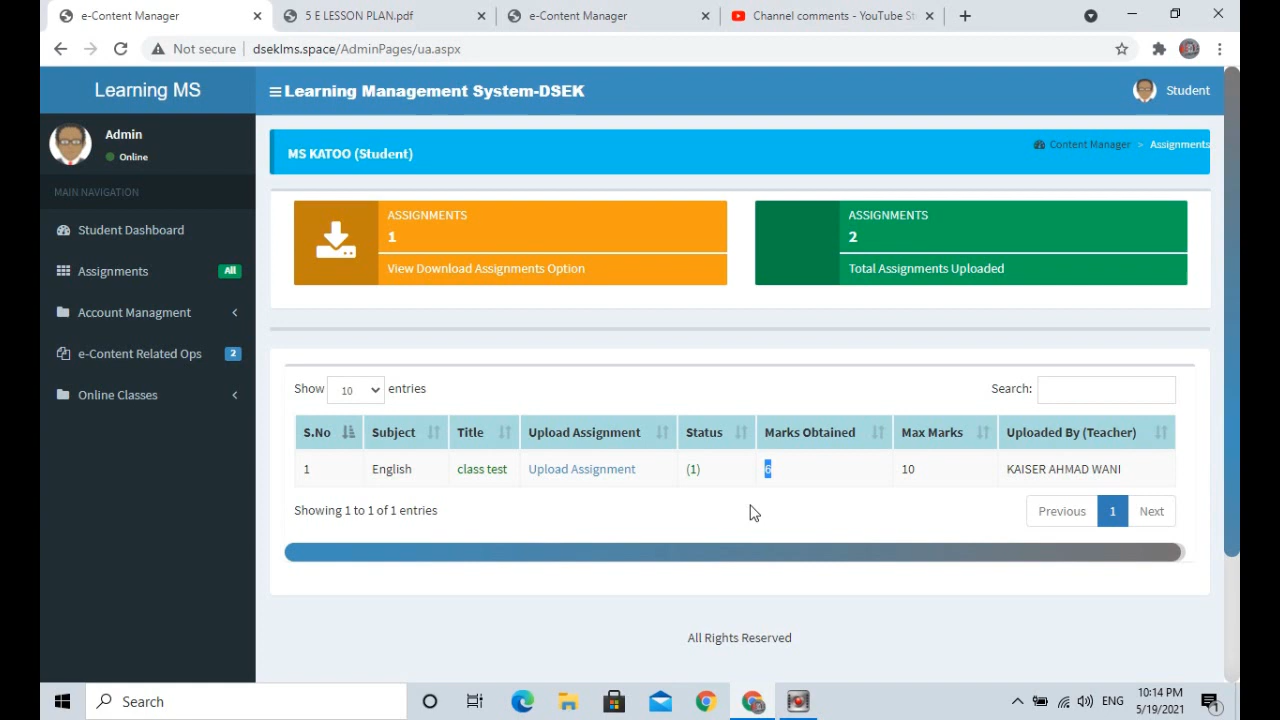 e-Content Manager
5 E LESSON PLAN.pdf
e-Content Manager
Channel comments - YouTube St
Not secure
dseklms.space/AdminPages/ua.aspx
Learning MS
Learning Management System-DSEK
Student
Admin
Online
MS KATOO (Student)
Content Manager > Assignments
MAIN NAVIGATION
Student Dashboard
Assignments All
Account Managment
e-Content Related Ops 2
Online Classes
ASSIGNMENTS
1
View Download Assignments Option
ASSIGNMENTS
2
Total Assignments Uploaded
Show 10 entries
Search:
S.No Subject Title Upload Assignment Status Marks Obtained Max Marks Uploaded By (Teacher)
1 English class test Upload Assignment (1) 6 10 KAISER AHMAD WANI
Showing 1 to 1 of 1 entries
Previous 1 Next
All Rights Reserved
Search
ENG
10:14 PM
5/19/2021
1